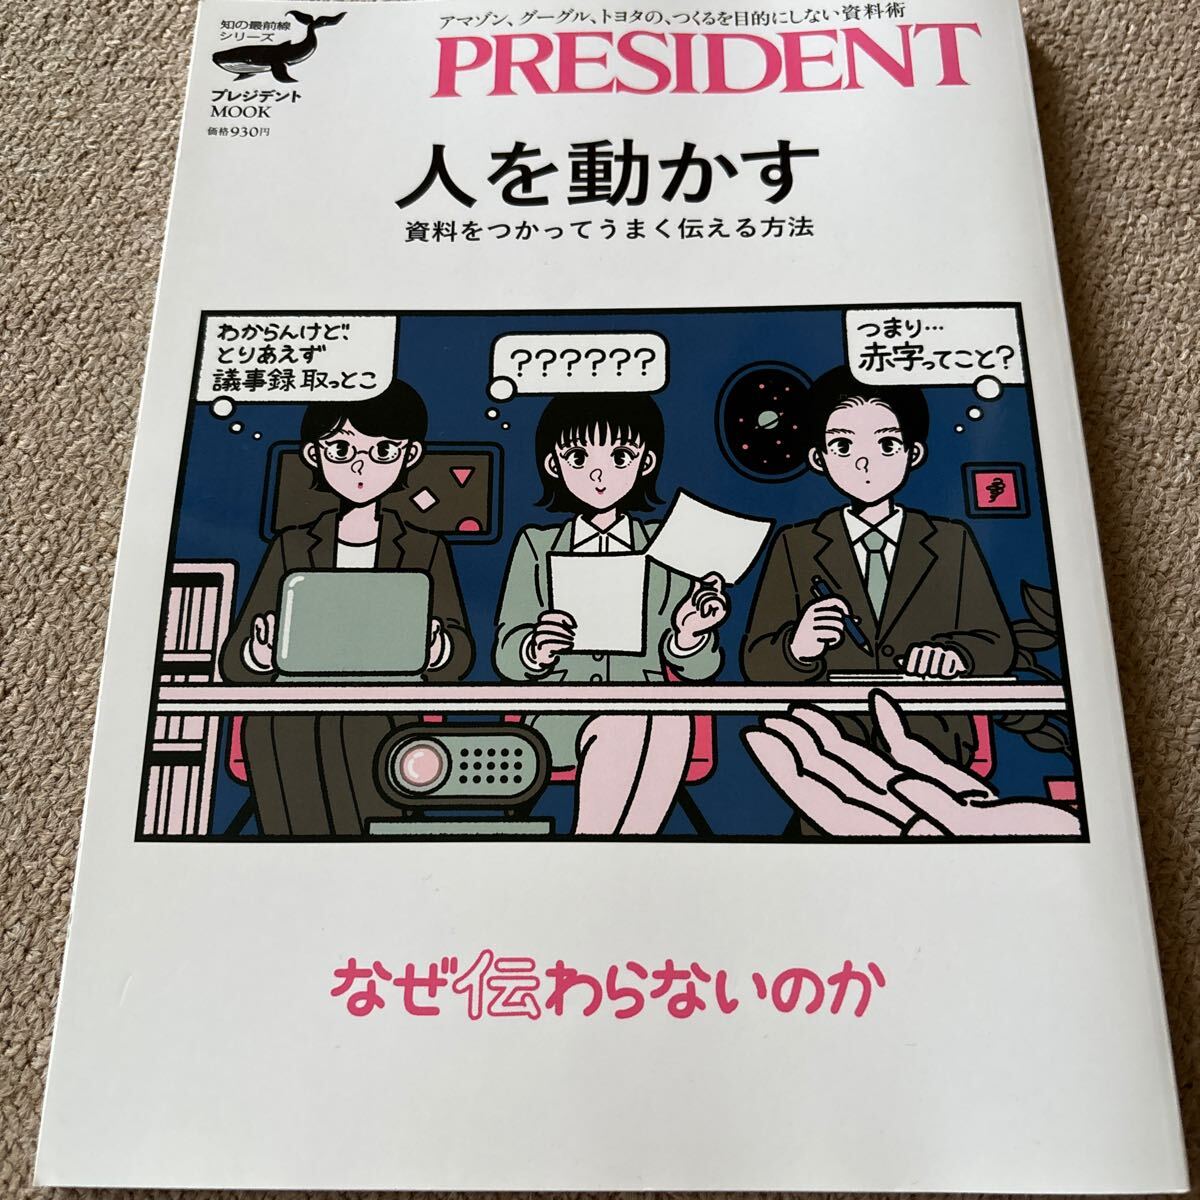 知の最前線
シリーズ
プレジデント
MOOK
価格930円
アマゾン、グーグル、トヨタの、つくるを目的にしない資料術
PRESIDENT
人を動かす
資料をつかってうまく伝える方法
わからんけど、
とりあえず
議事録取っとこ
??????
つまり…
赤字ってこと?
なぜ伝わらないのか